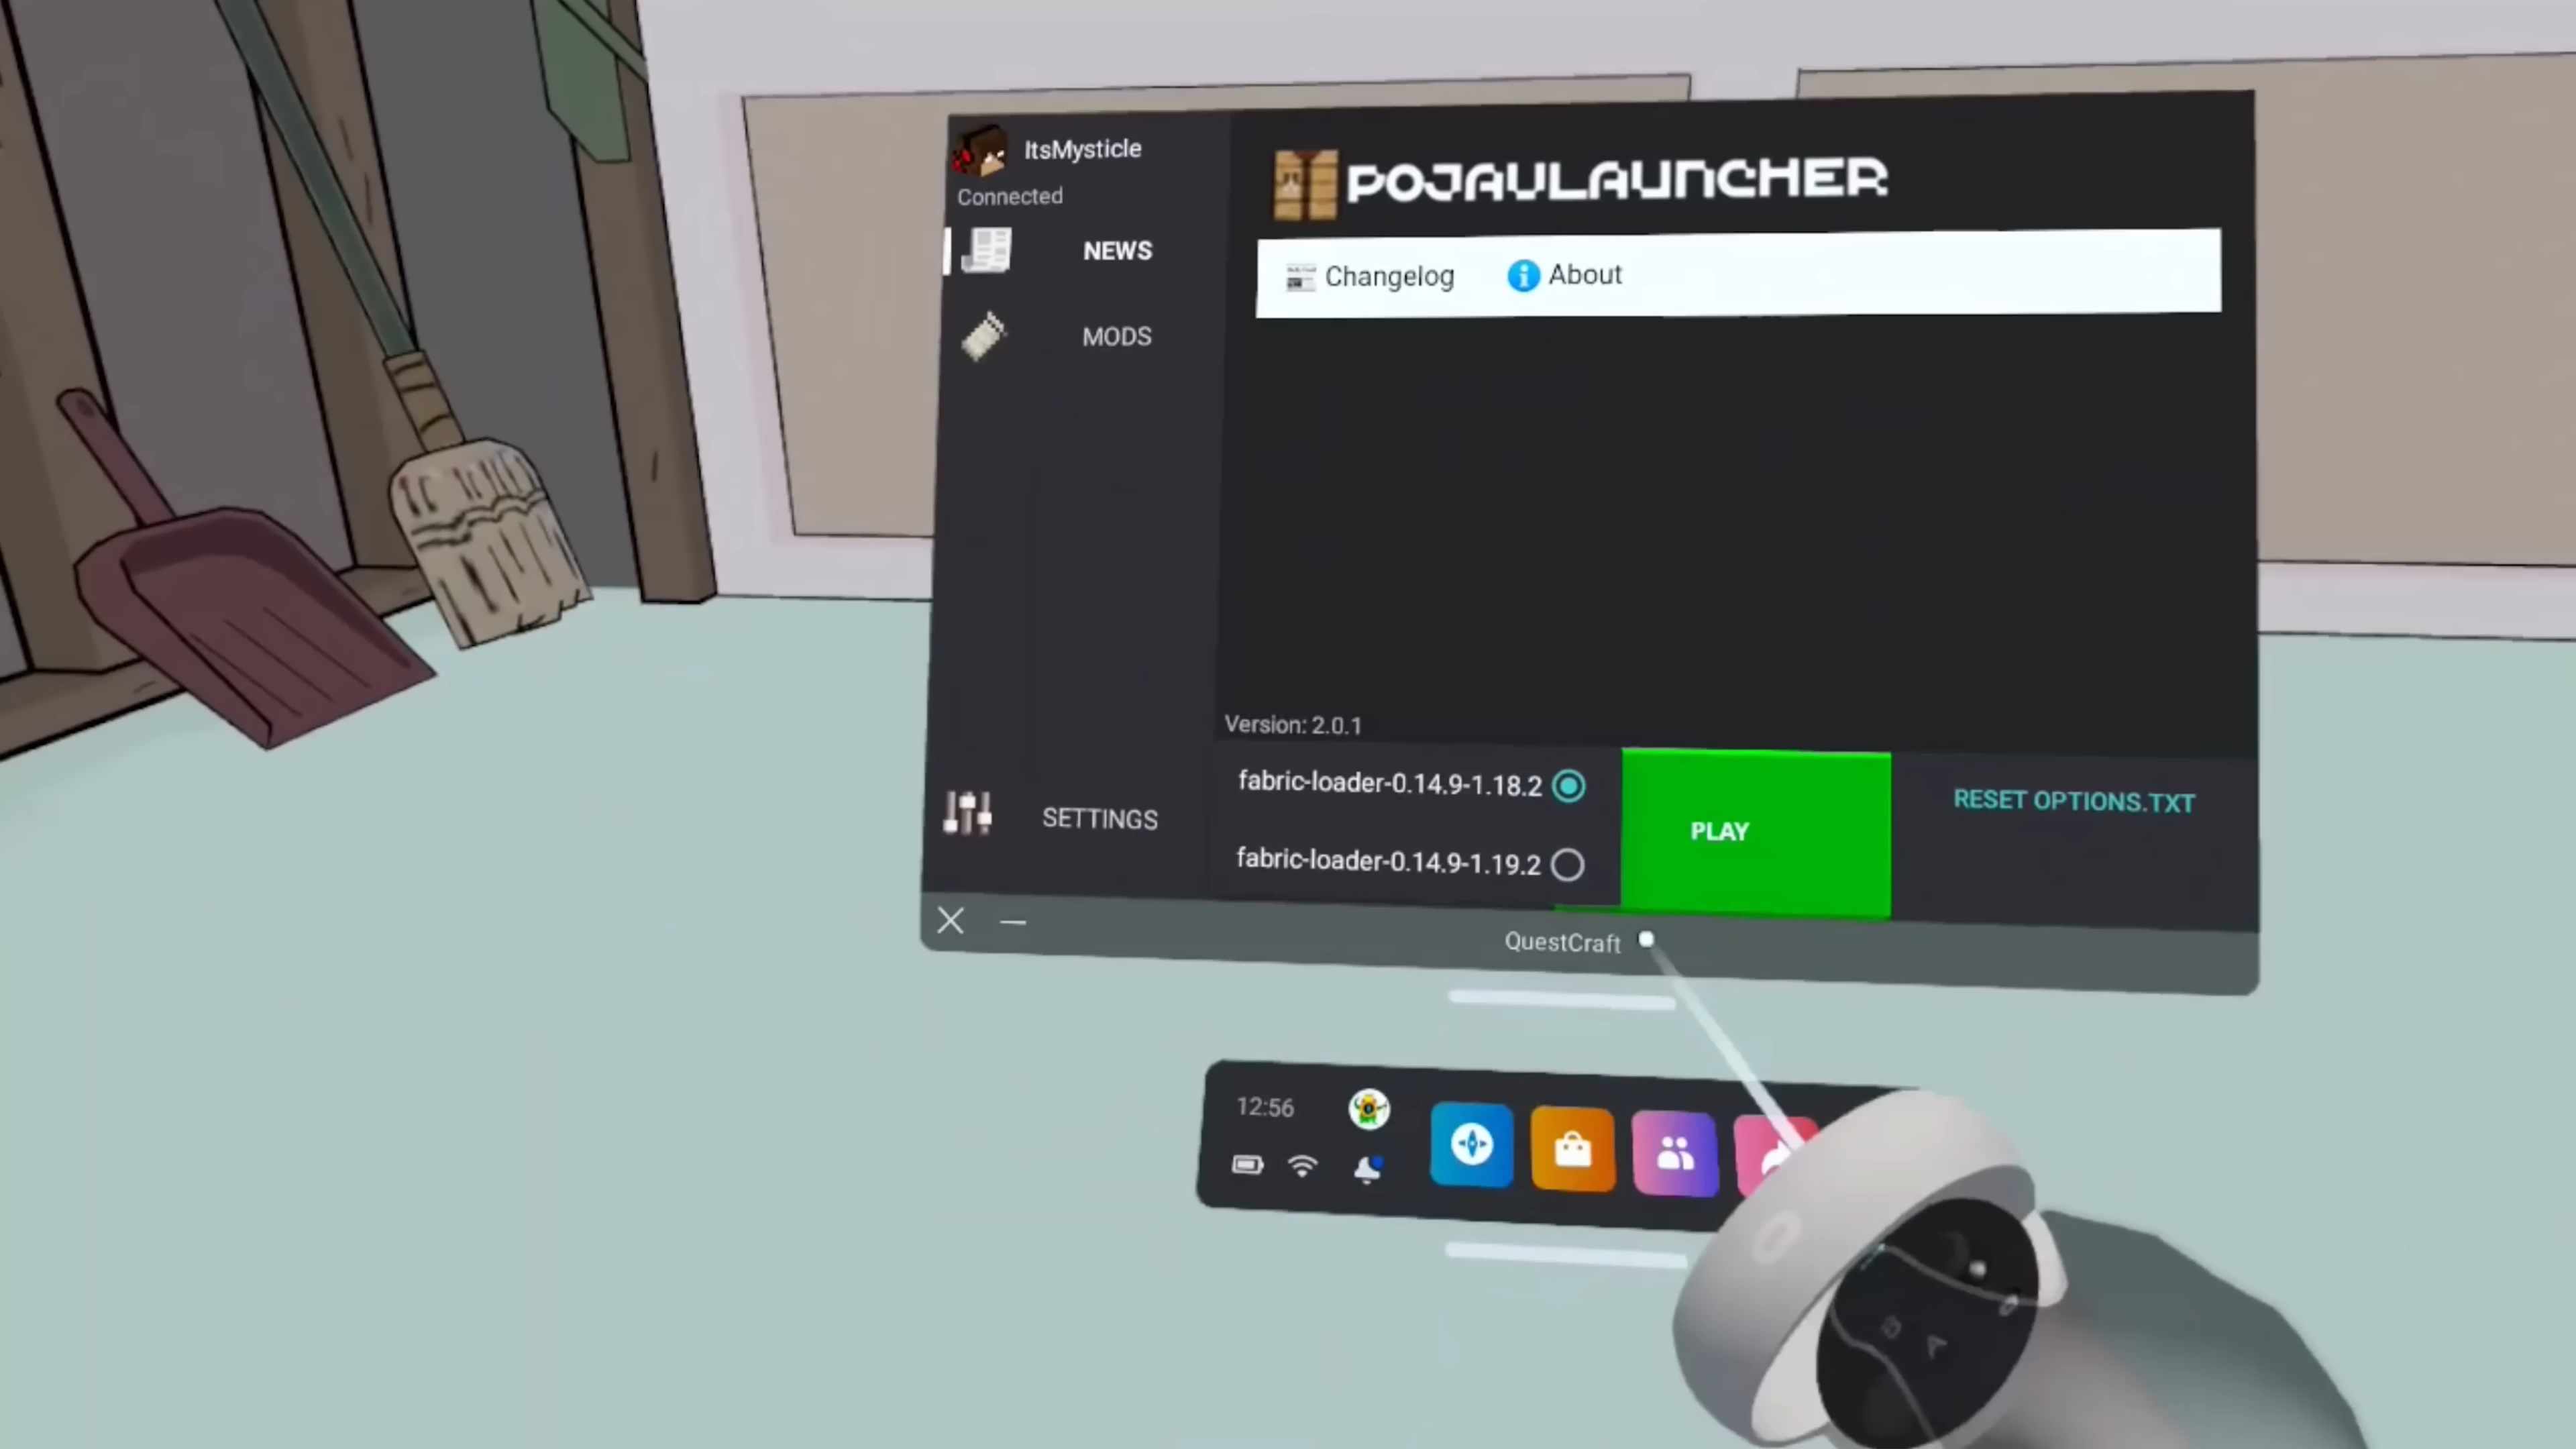 ItsMysticle
Connected
NEWS
MODS
SETTINGS
POJAVLAUNCHER
Changelog
About
Version: 2.0.1
fabric-loader-0.14.9-1.18.2
fabric-loader-0.14.9-1.19.2
PLAY
RESET OPTIONS.TXT
QuestCraft
12:56